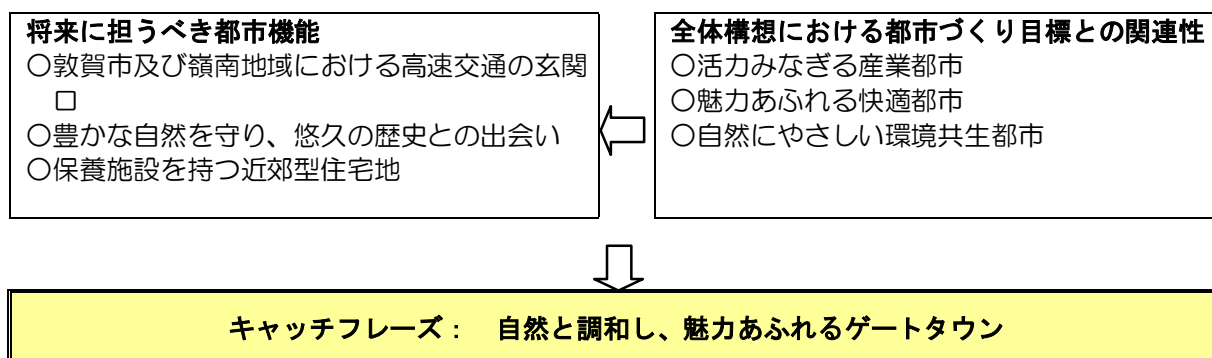 将来に担うべき都市機能
○敦賀市及び嶺南地域における高速交通の玄関
口
○豊かな自然を守り、悠久の歴史との出会い
○保養施設を持つ近郊型住宅地
全体構想における都市づくり目標との関連性
○活力みなぎる産業都市
○魅力あふれる快適都市
○自然にやさしい環境共生都市
キャッチフレーズ： 自然と調和し、魅力あふれるゲートタウン